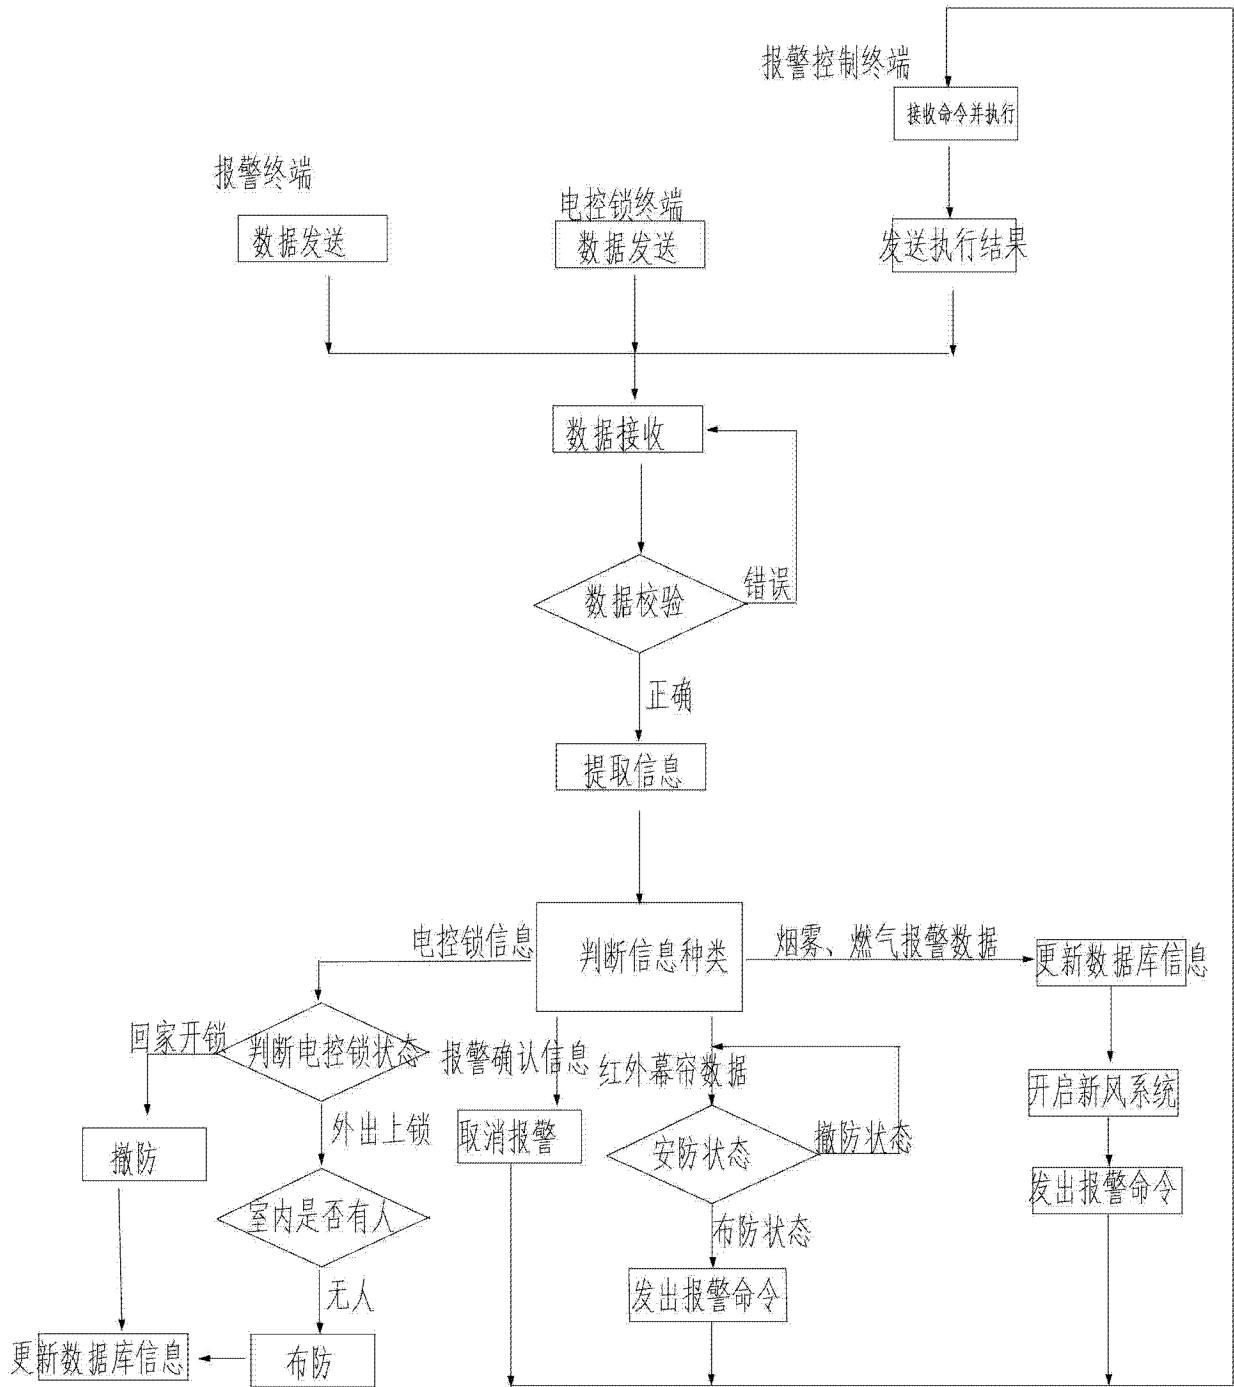 报警控制终端
接收命令并执行
报警终端
电控锁终端
数据发送
数据发送
发送执行结果
数据接收
错误
数据校验
正确
提取信息
电控锁信息
判断信息种类
烟雾、燃气报警数据
更新数据库信息
回家开锁
判断电控锁状态
报警确认信息
红外幕帘数据
开启新风系统
外出上锁
取消报警
安防状态
撤防状态
撤防
发出报警命令
室内是否有人
布防状态
无人
发出报警命令
更新数据库信息
布防